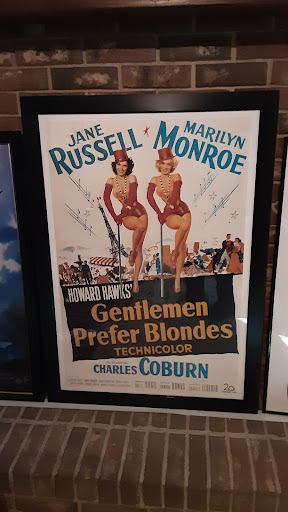 JANE MARILYN
RUSSELL MONROE
HOWARD HAWKS'
Gentlemen
Prefer Blondes
TECHNICOLOR
CHARLES COBURN